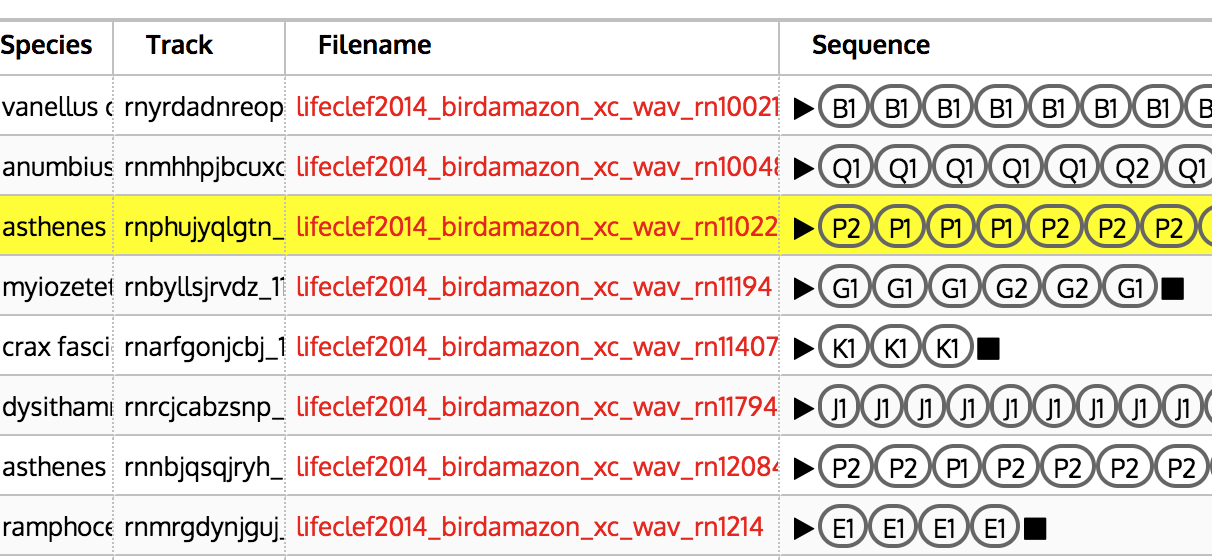 Species Track Filename Sequence
vanellus c rnyrdadnreop lifeclef2014_birdamazon_xc_wav_rn10021 ▶ B1 B1 B1 B1 B1 B1 B1 B
anumbius rnmhhpjbcuxc lifeclef2014_birdamazon_xc_wav_rn10048 ▶ Q1 Q1 Q1 Q1 Q1 Q2 Q1
asthenes rnphujyqlgtn_ lifeclef2014_birdamazon_xc_wav_rn11022 ▶ P2 P1 P1 P1 P2 P2 P2
myiozetet rnbyllsjrvdz_11 lifeclef2014_birdamazon_xc_wav_rn11194 ▶ G1 G1 G1 G2 G2 G1 ■
crax fasci rnarfgonjcbj_1 lifeclef2014_birdamazon_xc_wav_rn11407 ▶ K1 K1 K1 ■
dysitham rnrcjcabzsnp_ lifeclef2014_birdamazon_xc_wav_rn11794 ▶ J1 J1 J1 J1 J1 J1 J1 J1 J1
asthenes rnnbjqsqjryh_ lifeclef2014_birdamazon_xc_wav_rn12084 ▶ P2 P2 P1 P2 P2 P2 P2
ramphoce rnmrgdynjguj_ lifeclef2014_birdamazon_xc_wav_rn1214 ▶ E1 E1 E1 E1 ■